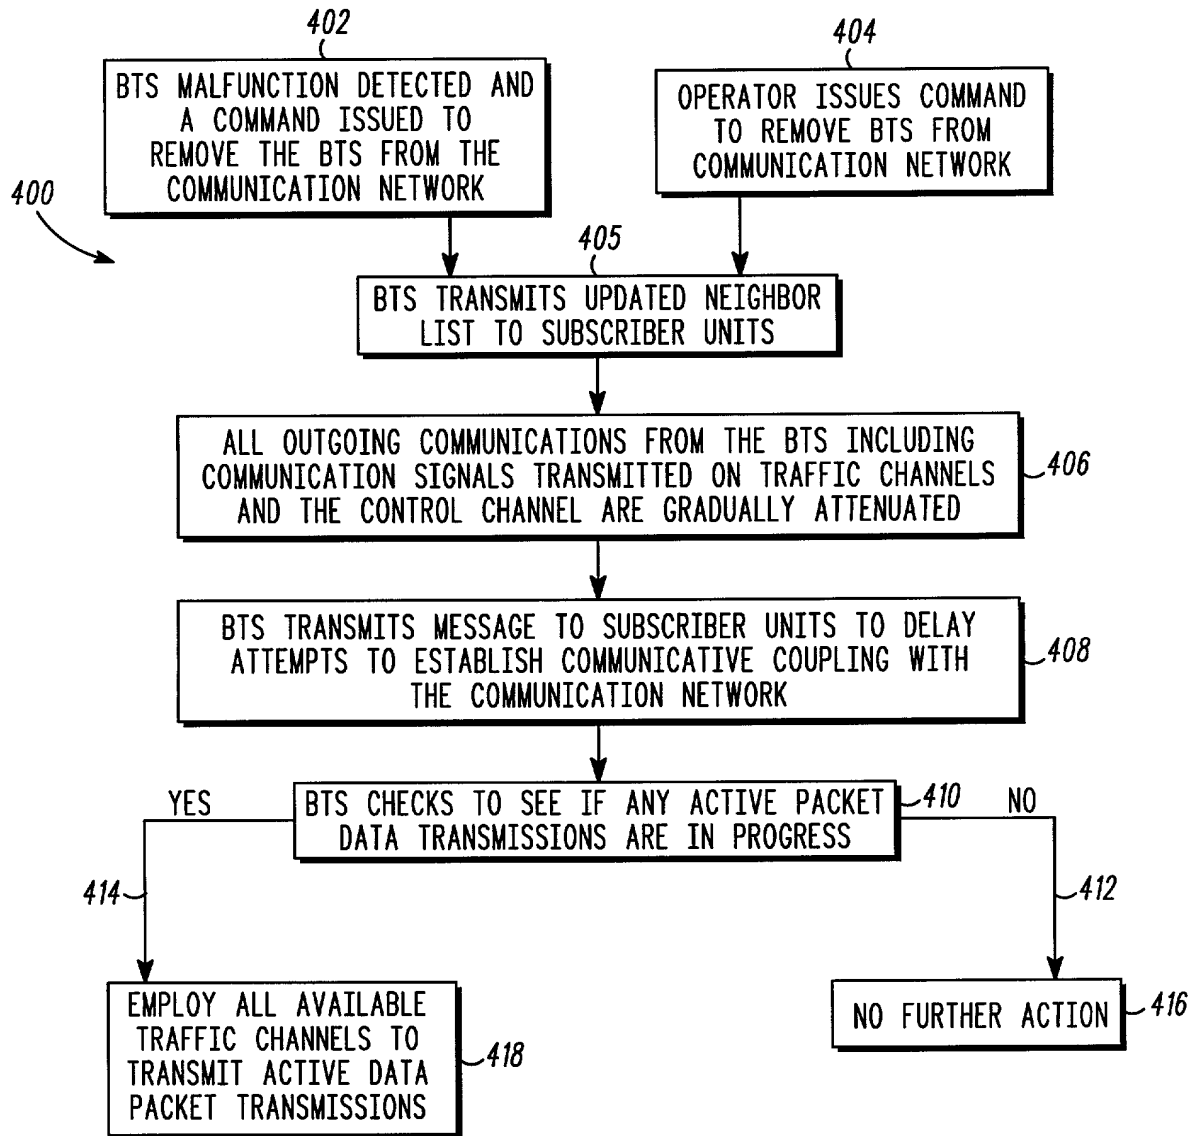 402
BTS MALFUNCTION DETECTED AND
A COMMAND ISSUED TO
REMOVE THE BTS FROM THE
COMMUNICATION NETWORK
404
OPERATOR ISSUES COMMAND
TO REMOVE BTS FROM
COMMUNICATION NETWORK
400
405
BTS TRANSMITS UPDATED NEIGHBOR
LIST TO SUBSCRIBER UNITS
ALL OUTGOING COMMUNICATIONS FROM THE BTS INCLUDING
COMMUNICATION SIGNALS TRANSMITTED ON TRAFFIC CHANNELS
AND THE CONTROL CHANNEL ARE GRADUALLY ATTENUATED
406
BTS TRANSMITS MESSAGE TO SUBSCRIBER UNITS TO DELAY
ATTEMPTS TO ESTABLISH COMMUNICATIVE COUPLING WITH
THE COMMUNICATION NETWORK
408
BTS CHECKS TO SEE IF ANY ACTIVE PACKET
DATA TRANSMISSIONS ARE IN PROGRESS
410
YES
NO
414
412
EMPLOY ALL AVAILABLE
TRAFFIC CHANNELS TO
TRANSMIT ACTIVE DATA
PACKET TRANSMISSIONS
418
NO FURTHER ACTION
416